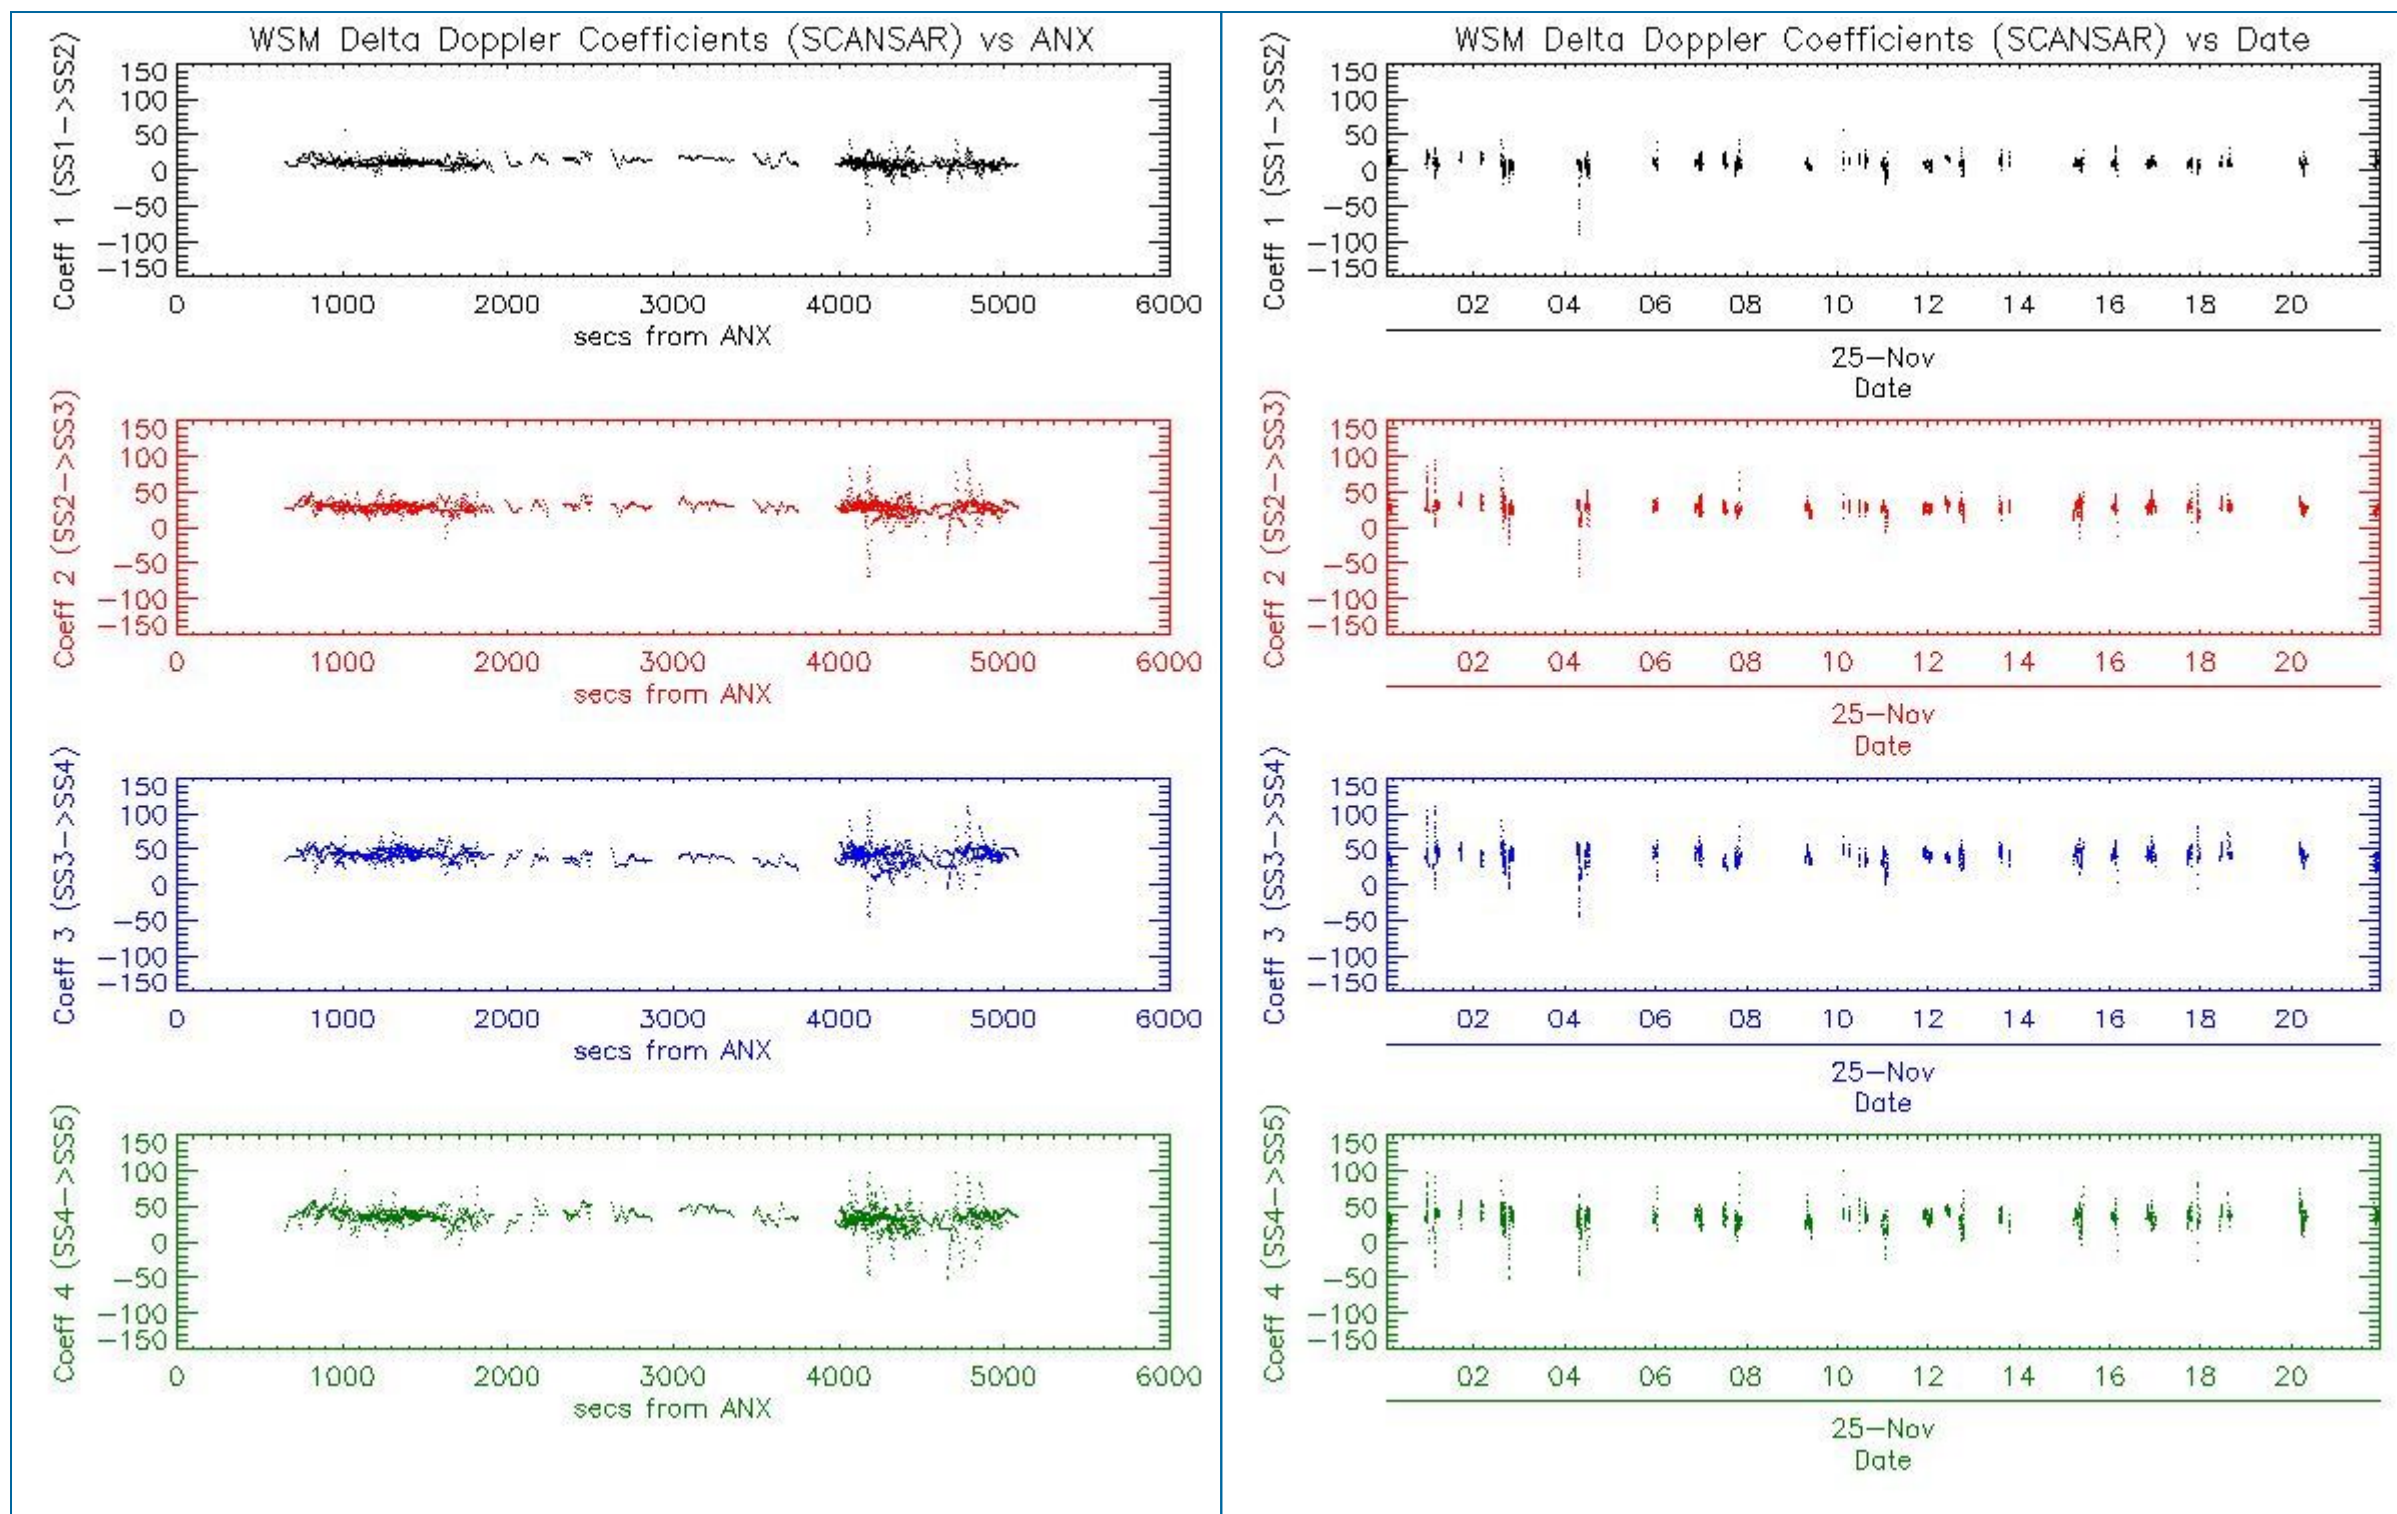 WSM Delta Doppler Coefficients (SCANSAR) vs ANX
Coeff 1 (SS1->SS2)
150
100
50
0
-50
-100
-150
0 1000 2000 3000 4000 5000 6000
secs from ANX
Coeff 2 (SS2->SS3)
150
100
50
0
-50
-100
-150
0 1000 2000 3000 4000 5000 6000
secs from ANX
Coeff 3 (SS3->SS4)
150
100
50
0
-50
-100
-150
0 1000 2000 3000 4000 5000 6000
secs from ANX
Coeff 4 (SS4->SS5)
150
100
50
0
-50
-100
-150
0 1000 2000 3000 4000 5000 6000
secs from ANX
WSM Delta Doppler Coefficients (SCANSAR) vs Date
Coeff 1 (SS1->SS2)
150
100
50
0
-50
-100
-150
02 04 06 08 10 12 14 16 18 20
25-Nov
Date
Coeff 2 (SS2->SS3)
150
100
50
0
-50
-100
-150
02 04 06 08 10 12 14 16 18 20
25-Nov
Date
Coeff 3 (SS3->SS4)
150
100
50
0
-50
-100
-150
02 04 06 08 10 12 14 16 18 20
25-Nov
Date
Coeff 4 (SS4->SS5)
150
100
50
0
-50
-100
-150
02 04 06 08 10 12 14 16 18 20
25-Nov
Date